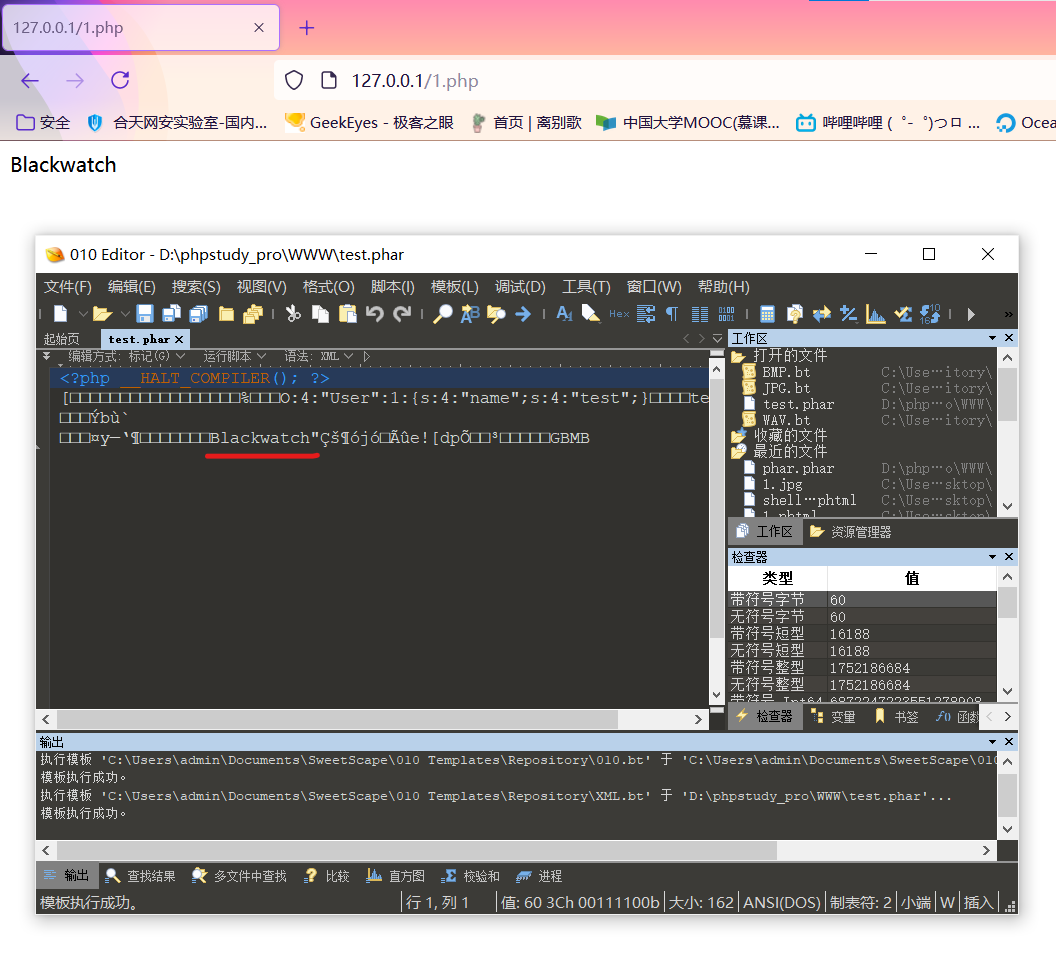 127.0.0.1/1.php
127.0.0.1/1.php
安全 合天网安实验室-国内... GeekEyes - 极客之眼 首页 | 离别歌 中国大学MOOC(慕课... 哔哩哔哩 (゜-゜)つロ ... Ocea
Blackwatch
010 Editor - D:\phpstudy_pro\WWW\test.phar
文件(F) 编辑(E) 搜索(S) 视图(V) 格式(O) 脚本(I) 模板(L) 调试(D) 工具(T) 窗口(W) 帮助(H)
Hex
起始页 test.phar
编辑方式: 标记(G) 运行脚本 语法: XML
<?php __HALT_COMPILER(); ?>
[□□□□□□□□□□□□□□□□□%□□□O:4:"User":1:{s:4:"name";s:4:"test";}□□□□te
□□□Ýbù`
□□□¤y—‘¶□□□□□□□Blackwatch"Çš¶ójó□Ãûe![dpÕ□□³□□□□□GBMB
工作区
打开的文件
BMP.bt C:\Use…itory\
JPG.bt C:\Use…itory\
test.phar D:\php…o\WWW\
WAV.bt C:\Use…itory\
收藏的文件
最近的文件
phar.phar D:\php…o\WWW\
1.jpg C:\Use…sktop\
shell…phtml C:\Use…sktop\
1.phtml C:\Use…sktop\
工作区 资源管理器
检查器
类型 值
带符号字节 60
无符号字节 60
带符号短型 16188
无符号短型 16188
带符号整型 1752186684
无符号整型 1752186684
带符号 Int64 6872247223551278908
检查器 变量 书签 f() 函数
输出
执行模板 'C:\Users\admin\Documents\SweetScape\010 Templates\Repository\010.bt' 于 'C:\Users\admin\Documents\SweetScape\010
模板执行成功。
执行模板 'C:\Users\admin\Documents\SweetScape\010 Templates\Repository\XML.bt' 于 'D:\phpstudy_pro\WWW\test.phar'...
模板执行成功。
输出 查找结果 多文件中查找 比较 直方图 校验和 进程
模板执行成功。 行 1, 列 1 值: 60 3Ch 00111100b 大小: 162 ANSI(DOS) 制表符: 2 小端 W 插入